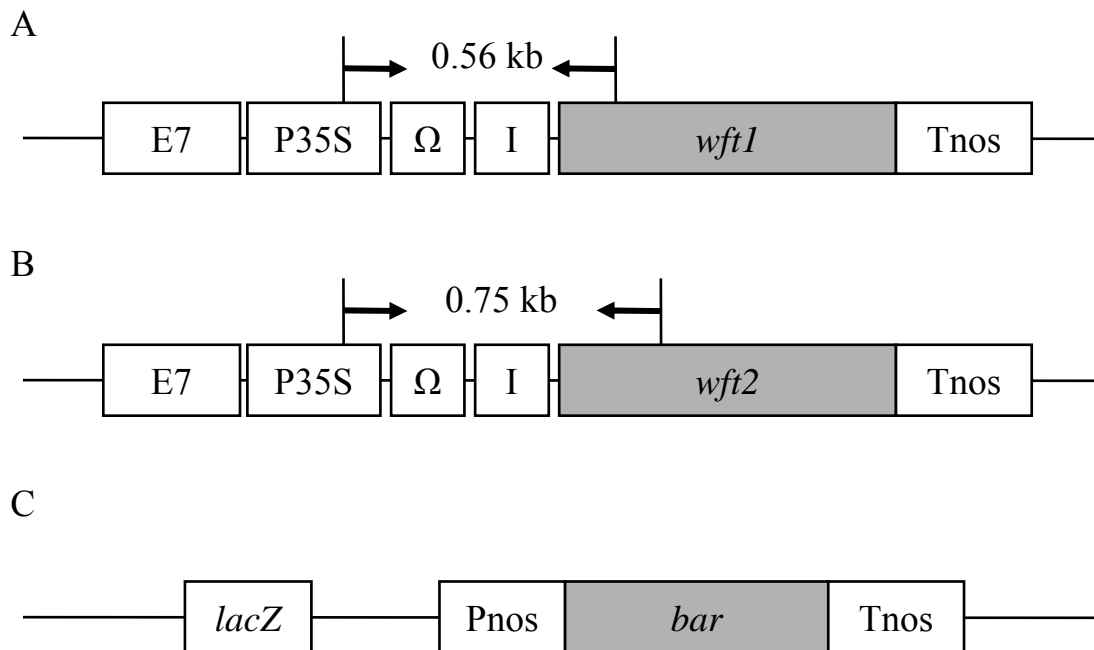 A
0.56 kb
E7 P35S Ω I wft1 Tnos
B
0.75 kb
E7 P35S Ω I wft2 Tnos
C
lacZ Pnos bar Tnos